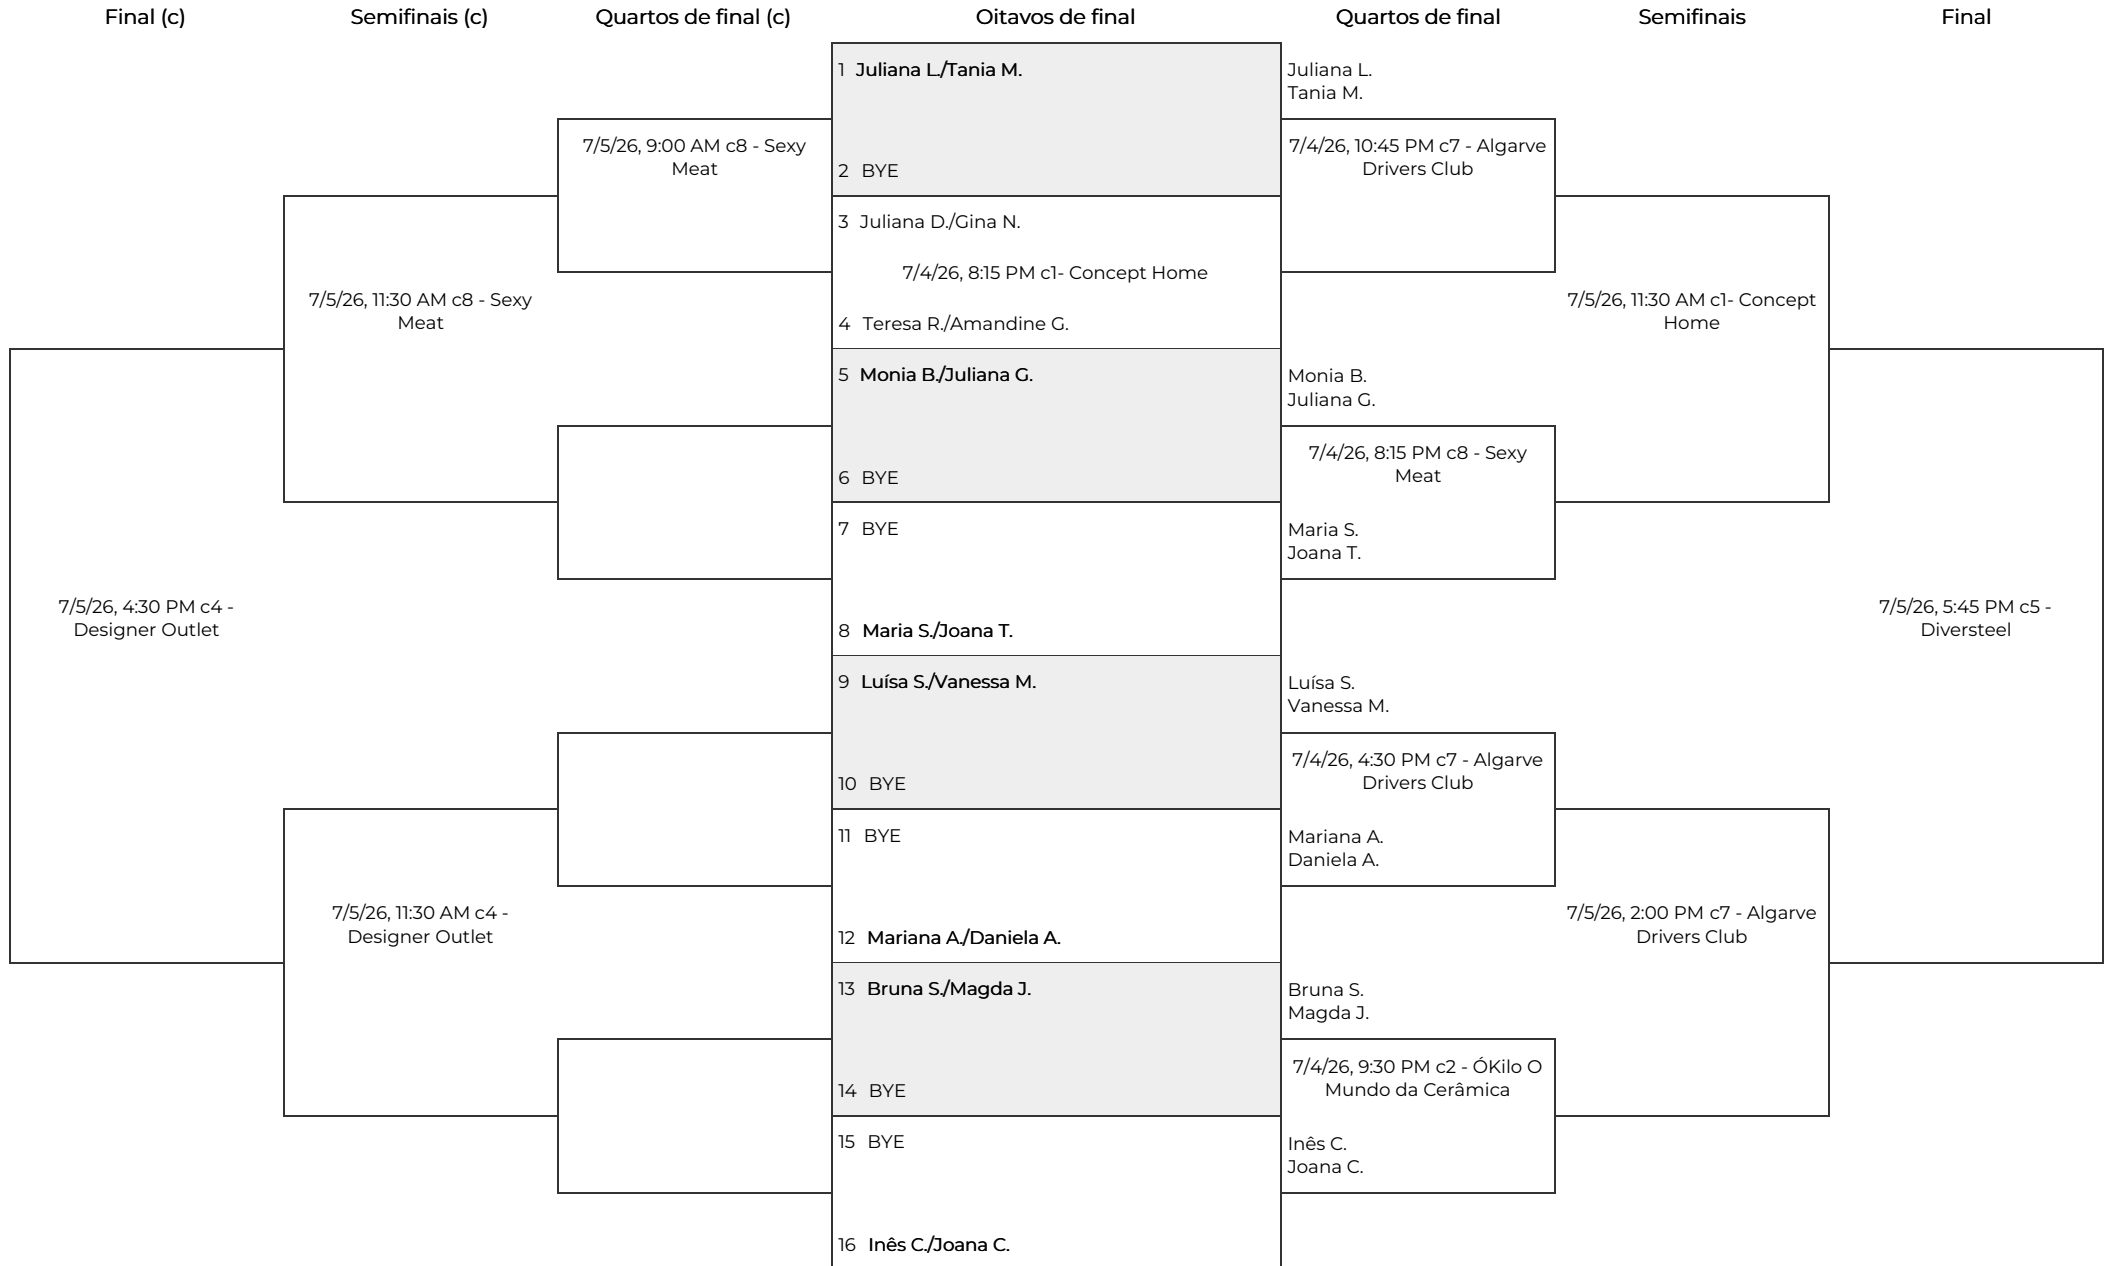 Final (c)
Semifinais (c)
Quartos de final (c)
Oitavos de final
Quartos de final
Semifinais
Final
7/5/26, 4:30 PM c4 -
Designer Outlet
7/5/26, 11:30 AM c8 - Sexy
Meat
7/5/26, 11:30 AM c4 -
Designer Outlet
7/5/26, 9:00 AM c8 - Sexy
Meat
1 Juliana L./Tania M.
2 BYE
3 Juliana D./Gina N.
7/4/26, 8:15 PM c1- Concept Home
4 Teresa R./Amandine G.
5 Monia B./Juliana G.
6 BYE
7 BYE
8 Maria S./Joana T.
9 Luísa S./Vanessa M.
10 BYE
11 BYE
12 Mariana A./Daniela A.
13 Bruna S./Magda J.
14 BYE
15 BYE
16 Inês C./Joana C.
Juliana L.
Tania M.
7/4/26, 10:45 PM c7 - Algarve
Drivers Club
Monia B.
Juliana G.
7/4/26, 8:15 PM c8 - Sexy
Meat
Maria S.
Joana T.
Luísa S.
Vanessa M.
7/4/26, 4:30 PM c7 - Algarve
Drivers Club
Mariana A.
Daniela A.
Bruna S.
Magda J.
7/4/26, 9:30 PM c2 - ÓKilo O
Mundo da Cerâmica
Inês C.
Joana C.
7/5/26, 11:30 AM c1- Concept
Home
7/5/26, 2:00 PM c7 - Algarve
Drivers Club
7/5/26, 5:45 PM c5 -
Diversteel